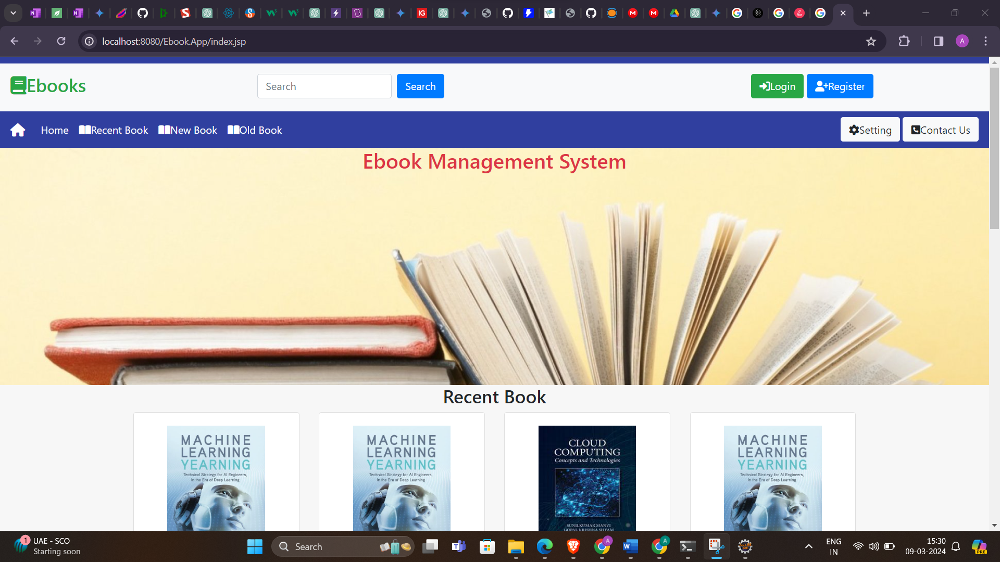 localhost:8080/Ebook.App/index.jsp
A
Ebooks
Search
Search
Login
Register
Home
Recent Book
New Book
Old Book
Setting
Contact Us
Ebook Management System
Recent Book
MACHINE
LEARNING
YEARNING
Technical Strategy for AI Engineers,
In the Era of Deep Learning
MACHINE
LEARNING
YEARNING
Technical Strategy for AI Engineers,
In the Era of Deep Learning
CLOUD
COMPUTING
Concepts and Technologies
SUNILKUMAR MANVI
GOPAL KRISHNA SHYAM
MACHINE
LEARNING
YEARNING
Technical Strategy for AI Engineers,
In the Era of Deep Learning
1
UAE - SCO
Starting soon
Search
ENG
IN
15:30
09-03-2024
PRE